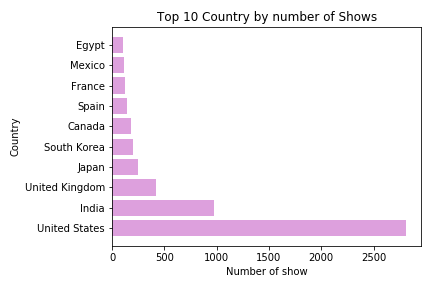 Top 10 Country by number of Shows
Country
Egypt
Mexico
France
Spain
Canada
South Korea
Japan
United Kingdom
India
United States
0 500 1000 1500 2000 2500
Number of show